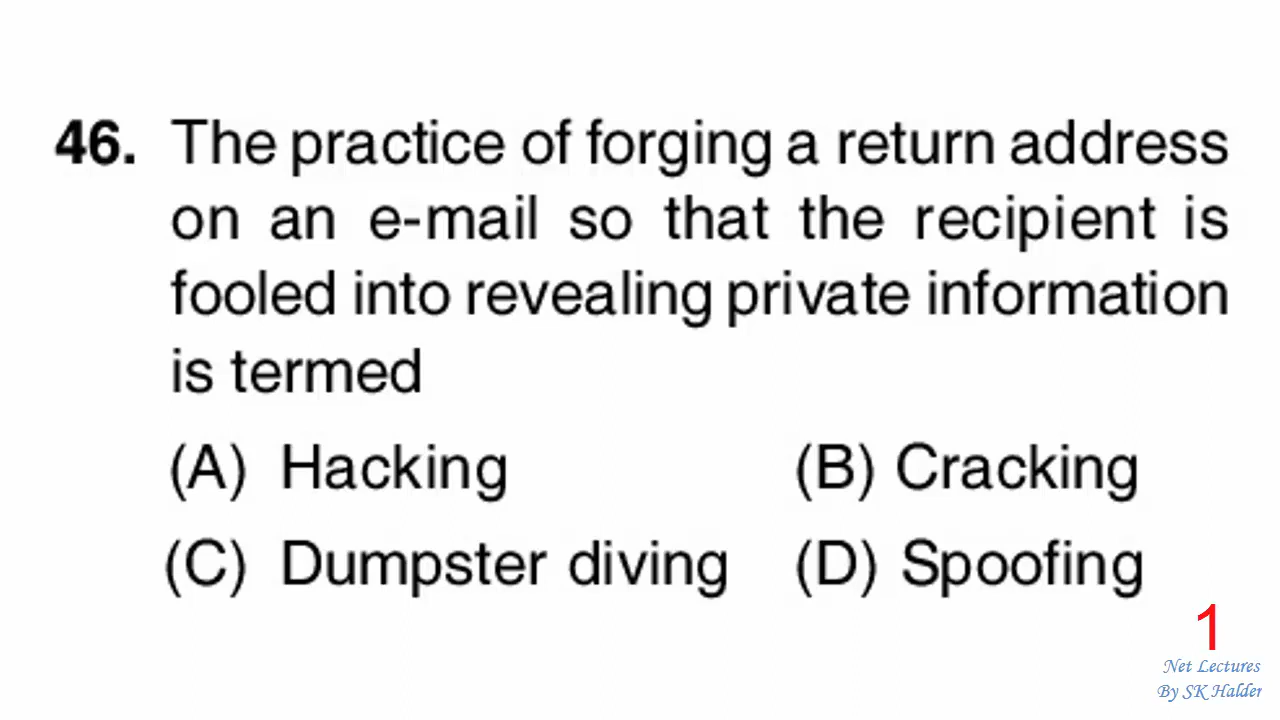 46. The practice of forging a return address
on an e-mail so that the recipient is
fooled into revealing private information
is termed
(A) Hacking (B) Cracking
(C) Dumpster diving (D) Spoofing
1
Net Lectures
By SK Halder